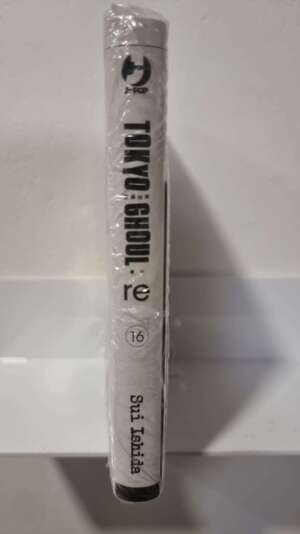 J-POP
TOKYO GHOUL:
re
16
Sui Ishida